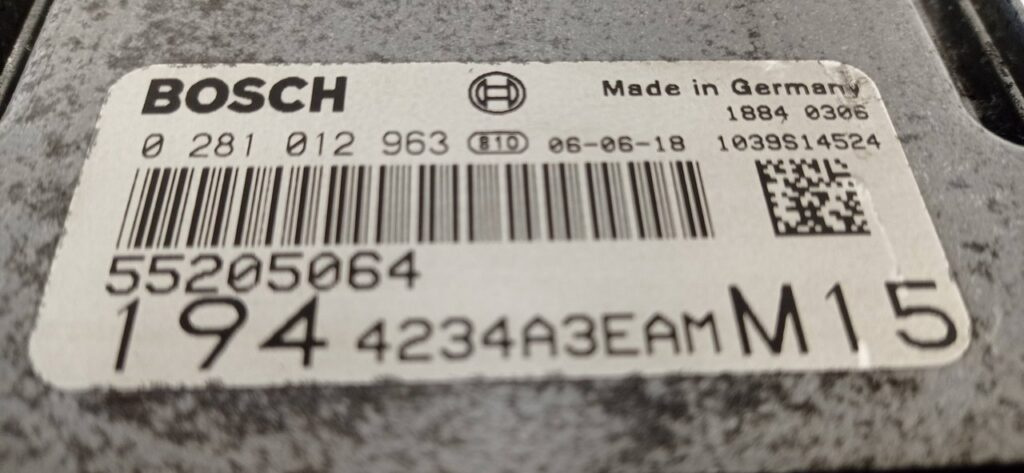 BOSCH Made in Germany
1884 0306
0 281 012 963 810 06-06-18 1039S14524
55205064
194 4234A3EAM M15